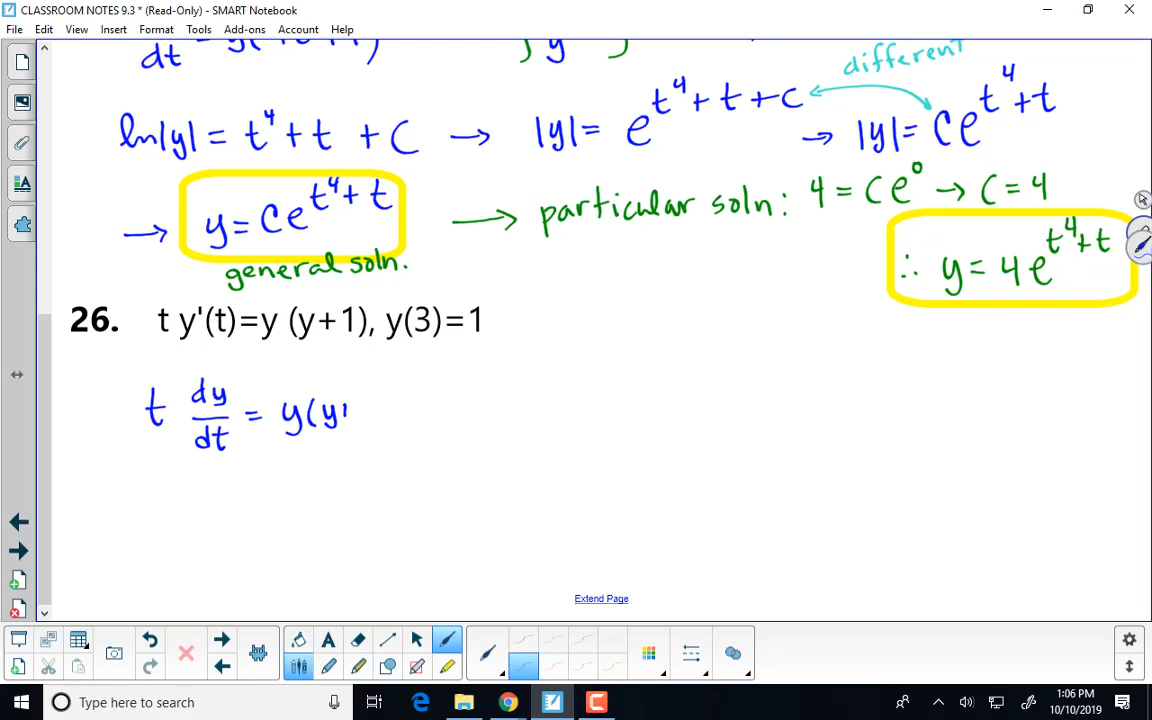 CLASSROOM NOTES 9.3 * (Read-Only) - SMART Notebook
File Edit View Insert Format Tools Add-ons Account Help
dt
different
ln|y| = t⁴ + t + C → |y| = e^(t⁴+t+C) → |y| = Ce^(t⁴+t)
→ y = Ce^(t⁴+t) → particular soln: 4 = Ce⁰ → C = 4
general soln.
∴ y = 4e^(t⁴+t)
26. t y'(t)=y (y+1), y(3)=1
t dy/dt = y(y
Extend Page
Type here to search
1:06 PM
10/10/2019